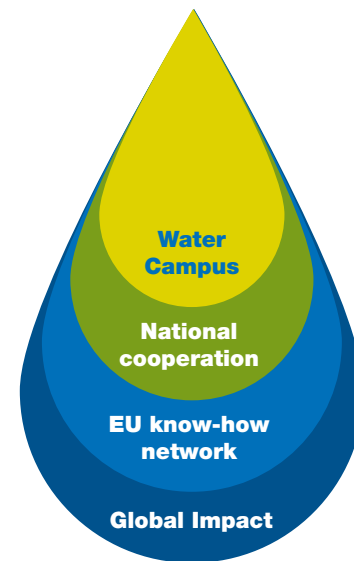 Water
Campus
National
cooperation
EU know-how
network
Global Impact